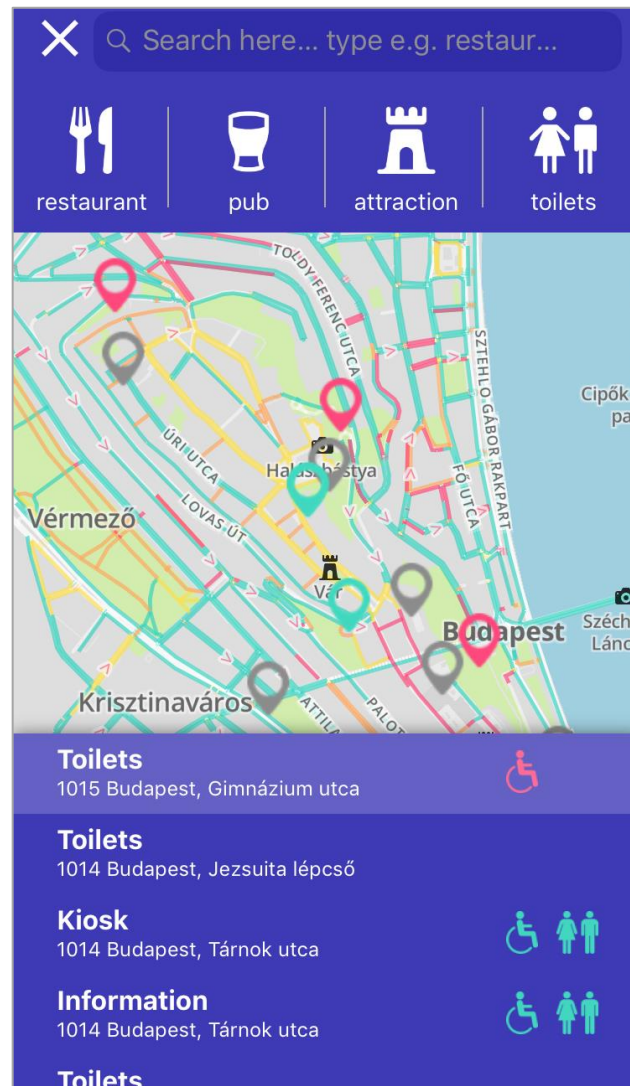 Search here... type e.g. restaur...
restaurant
pub
attraction
toilets
TOLDY FERENC UTCA
SZTEHLO GÁBOR RAKPART
Cipők
pa
ÚRI UTCA
Halászbástya
FŐ UTCA
LOVAS ÚT
Vérmező
Vár
Budapest
Széch
Lánc
Krisztinaváros
ATTILA
PALOT
Toilets
1015 Budapest, Gimnázium utca
Toilets
1014 Budapest, Jezsuita lépcső
Kiosk
1014 Budapest, Tárnok utca
Information
1014 Budapest, Tárnok utca
Toilets